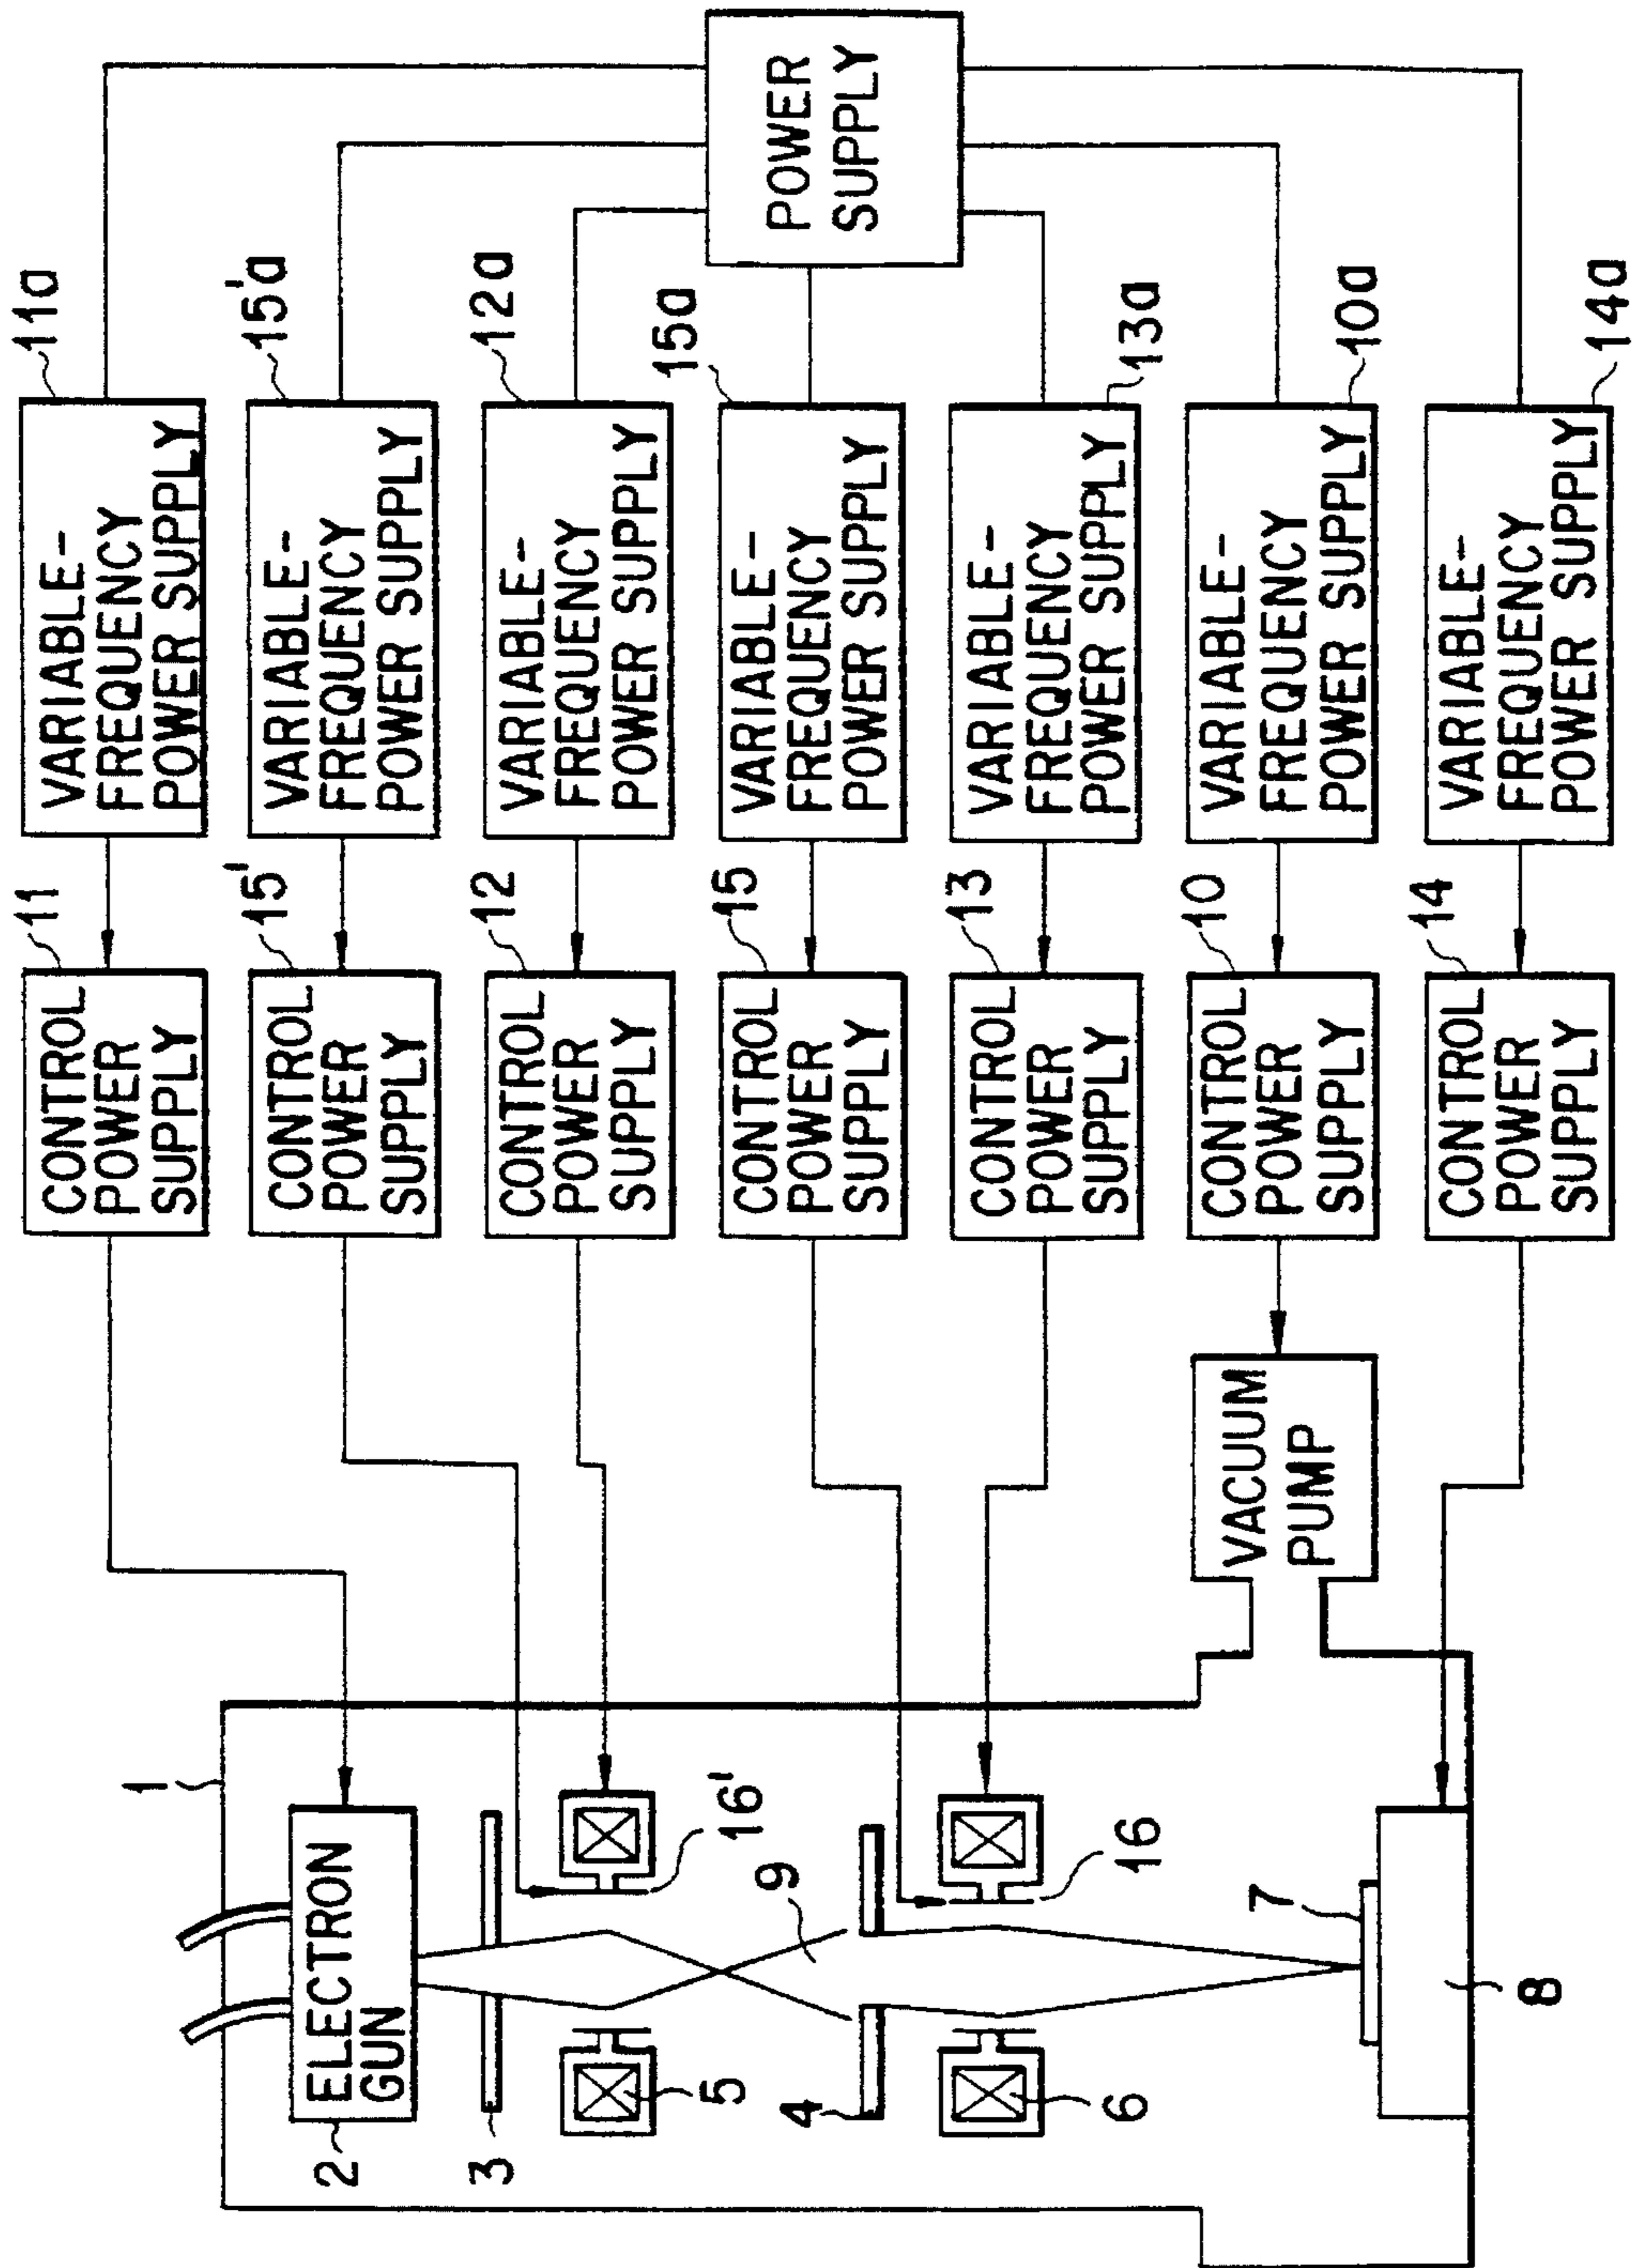 11a
VARIABLE-
FREQUENCY
POWER SUPPLY
11
CONTROL
POWER
SUPPLY
15'a
VARIABLE-
FREQUENCY
POWER SUPPLY
15'
CONTROL
POWER
SUPPLY
12a
VARIABLE-
FREQUENCY
POWER SUPPLY
12
CONTROL
POWER
SUPPLY
15a
VARIABLE-
FREQUENCY
POWER SUPPLY
15
CONTROL
POWER
SUPPLY
13a
VARIABLE-
FREQUENCY
POWER SUPPLY
13
CONTROL
POWER
SUPPLY
10a
VARIABLE-
FREQUENCY
POWER SUPPLY
10
CONTROL
POWER
SUPPLY
14a
VARIABLE-
FREQUENCY
POWER SUPPLY
14
CONTROL
POWER
SUPPLY
POWER
SUPPLY
VACUUM
PUMP
1
ELECTRON
GUN
2
3
16'
5
9
4
16
6
7
8